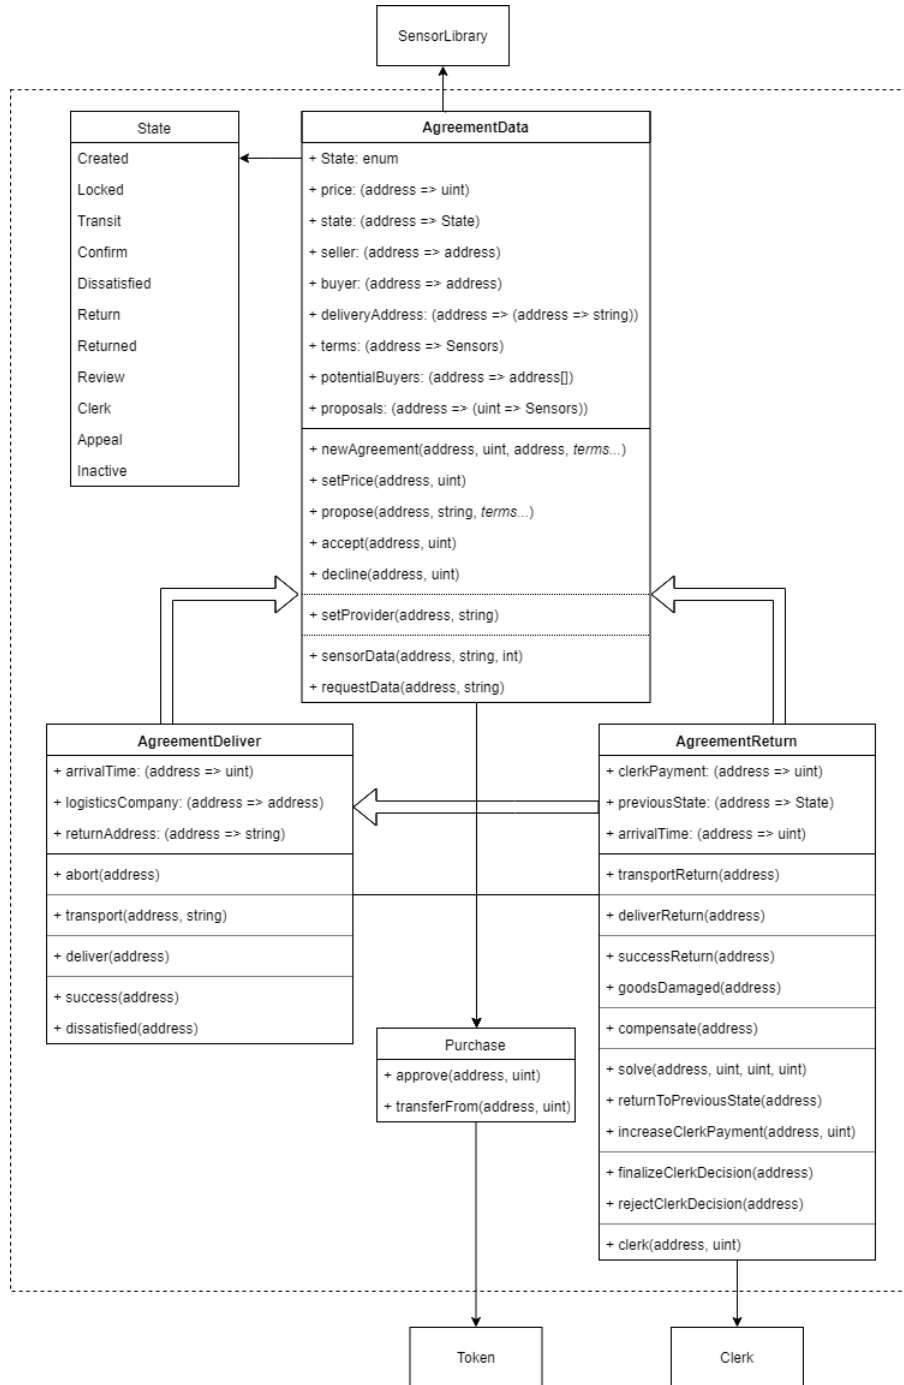 SensorLibrary
State
Created
Locked
Transit
Confirm
Dissatisfied
Return
Returned
Review
Clerk
Appeal
Inactive
AgreementData
+ State: enum
+ price: (address => uint)
+ state: (address => State)
+ seller: (address => address)
+ buyer: (address => address)
+ deliveryAddress: (address => (address => string))
+ terms: (address => Sensors)
+ potentialBuyers: (address => address[])
+ proposals: (address => (uint => Sensors))
+ newAgreement(address, uint, address, terms...)
+ setPrice(address, uint)
+ propose(address, string, terms...)
+ accept(address, uint)
+ decline(address, uint)
+ setProvider(address, string)
+ sensorData(address, string, int)
+ requestData(address, string)
AgreementDeliver
+ arrivalTime: (address => uint)
+ logisticsCompany: (address => address)
+ returnAddress: (address => string)
+ abort(address)
+ transport(address, string)
+ deliver(address)
+ success(address)
+ dissatisfied(address)
AgreementReturn
+ clerkPayment: (address => uint)
+ previousState: (address => State)
+ arrivalTime: (address => uint)
+ transportReturn(address)
+ deliverReturn(address)
+ successReturn(address)
+ goodsDamaged(address)
+ compensate(address)
+ solve(address, uint, uint, uint)
+ returnToPreviousState(address)
+ increaseClerkPayment(address, uint)
+ finalizeClerkDecision(address)
+ rejectClerkDecision(address)
+ clerk(address, uint)
Purchase
+ approve(address, uint)
+ transferFrom(address, uint)
Token
Clerk